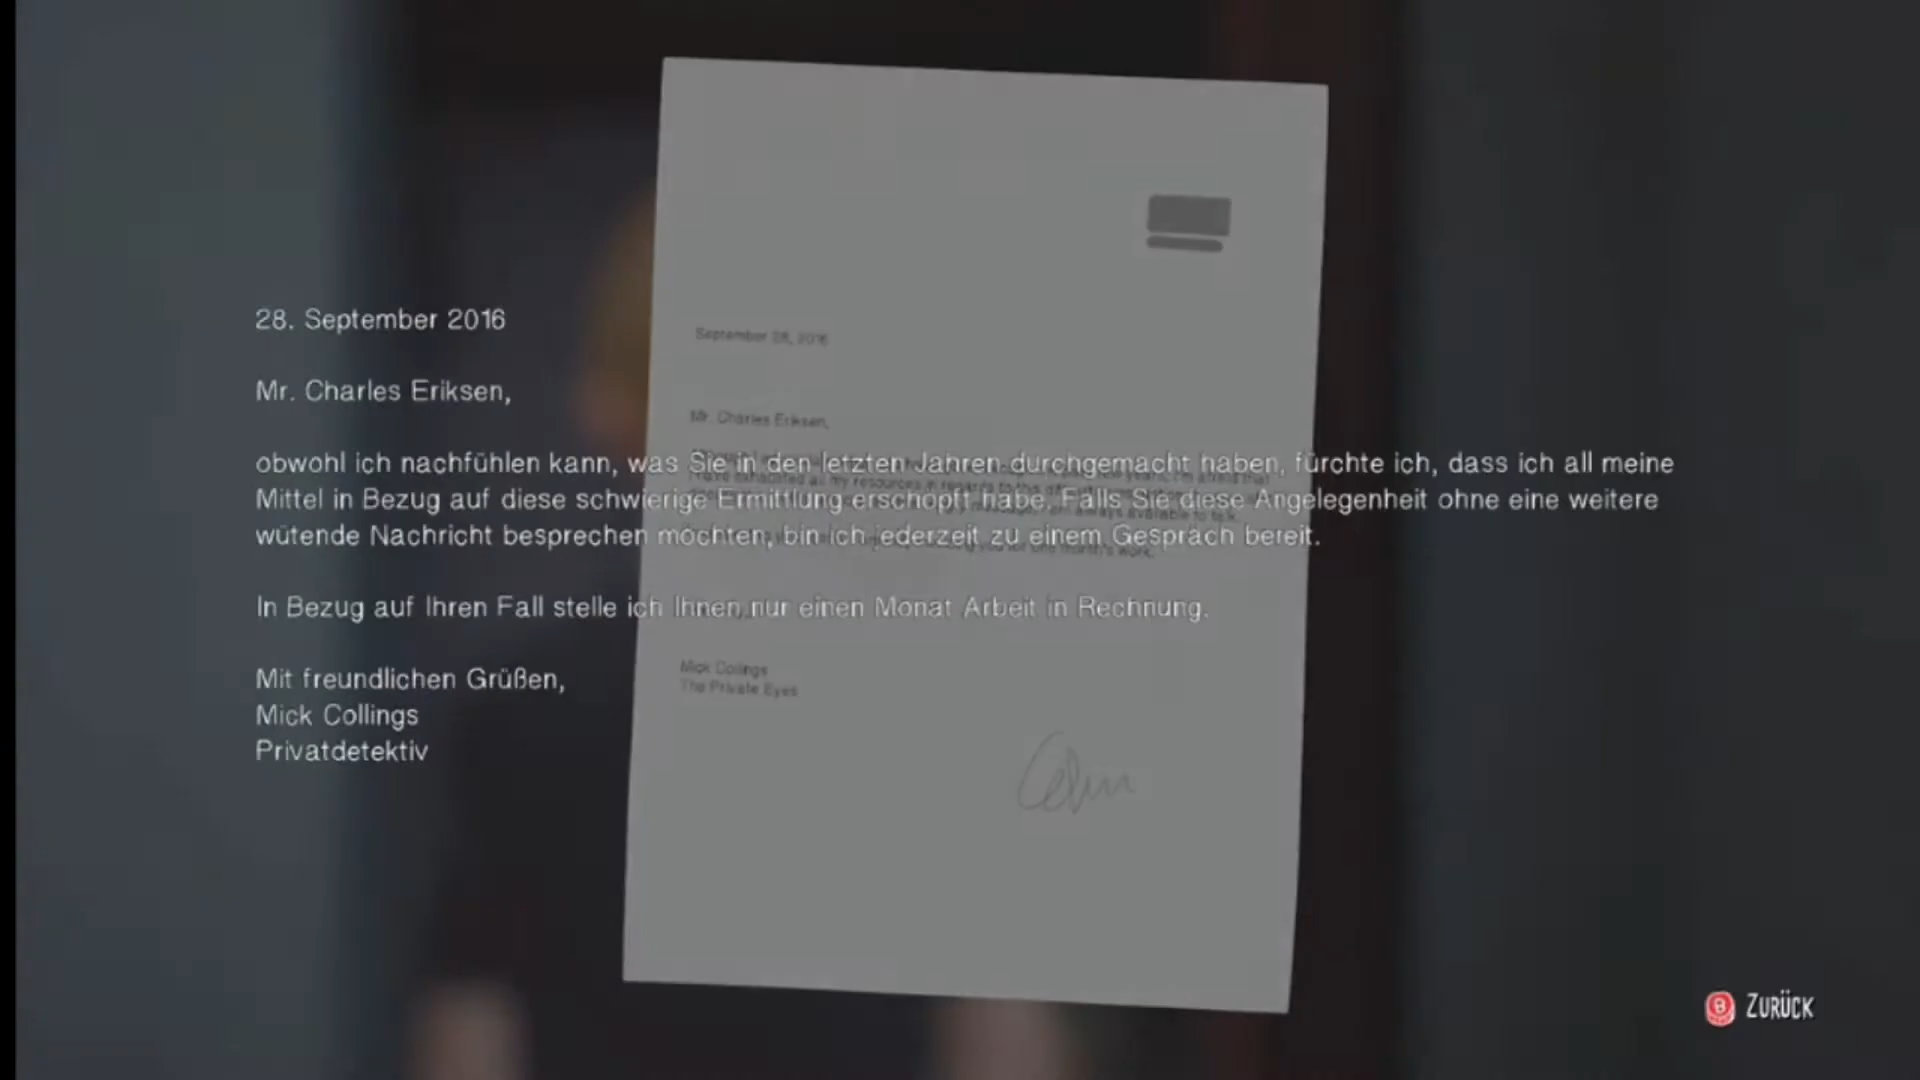 28. September 2016
Mr. Charles Eriksen,
obwohl ich nachfühlen kann, was Sie in den letzten Jahren durchgemacht haben, fürchte ich, dass ich all meine
Mittel in Bezug auf diese schwierige Ermittlung erschöpft habe. Falls Sie diese Angelegenheit ohne eine weitere
wütende Nachricht besprechen möchten, bin ich jederzeit zu einem Gespräch bereit.
In Bezug auf Ihren Fall stelle ich Ihnen nur einen Monat Arbeit in Rechnung.
Mit freundlichen Grüßen,
Mick Collings
Privatdetektiv
September 28, 2016
Mr. Charles Eriksen,
Mick Collings
The Private Eyes
B ZURÜCK